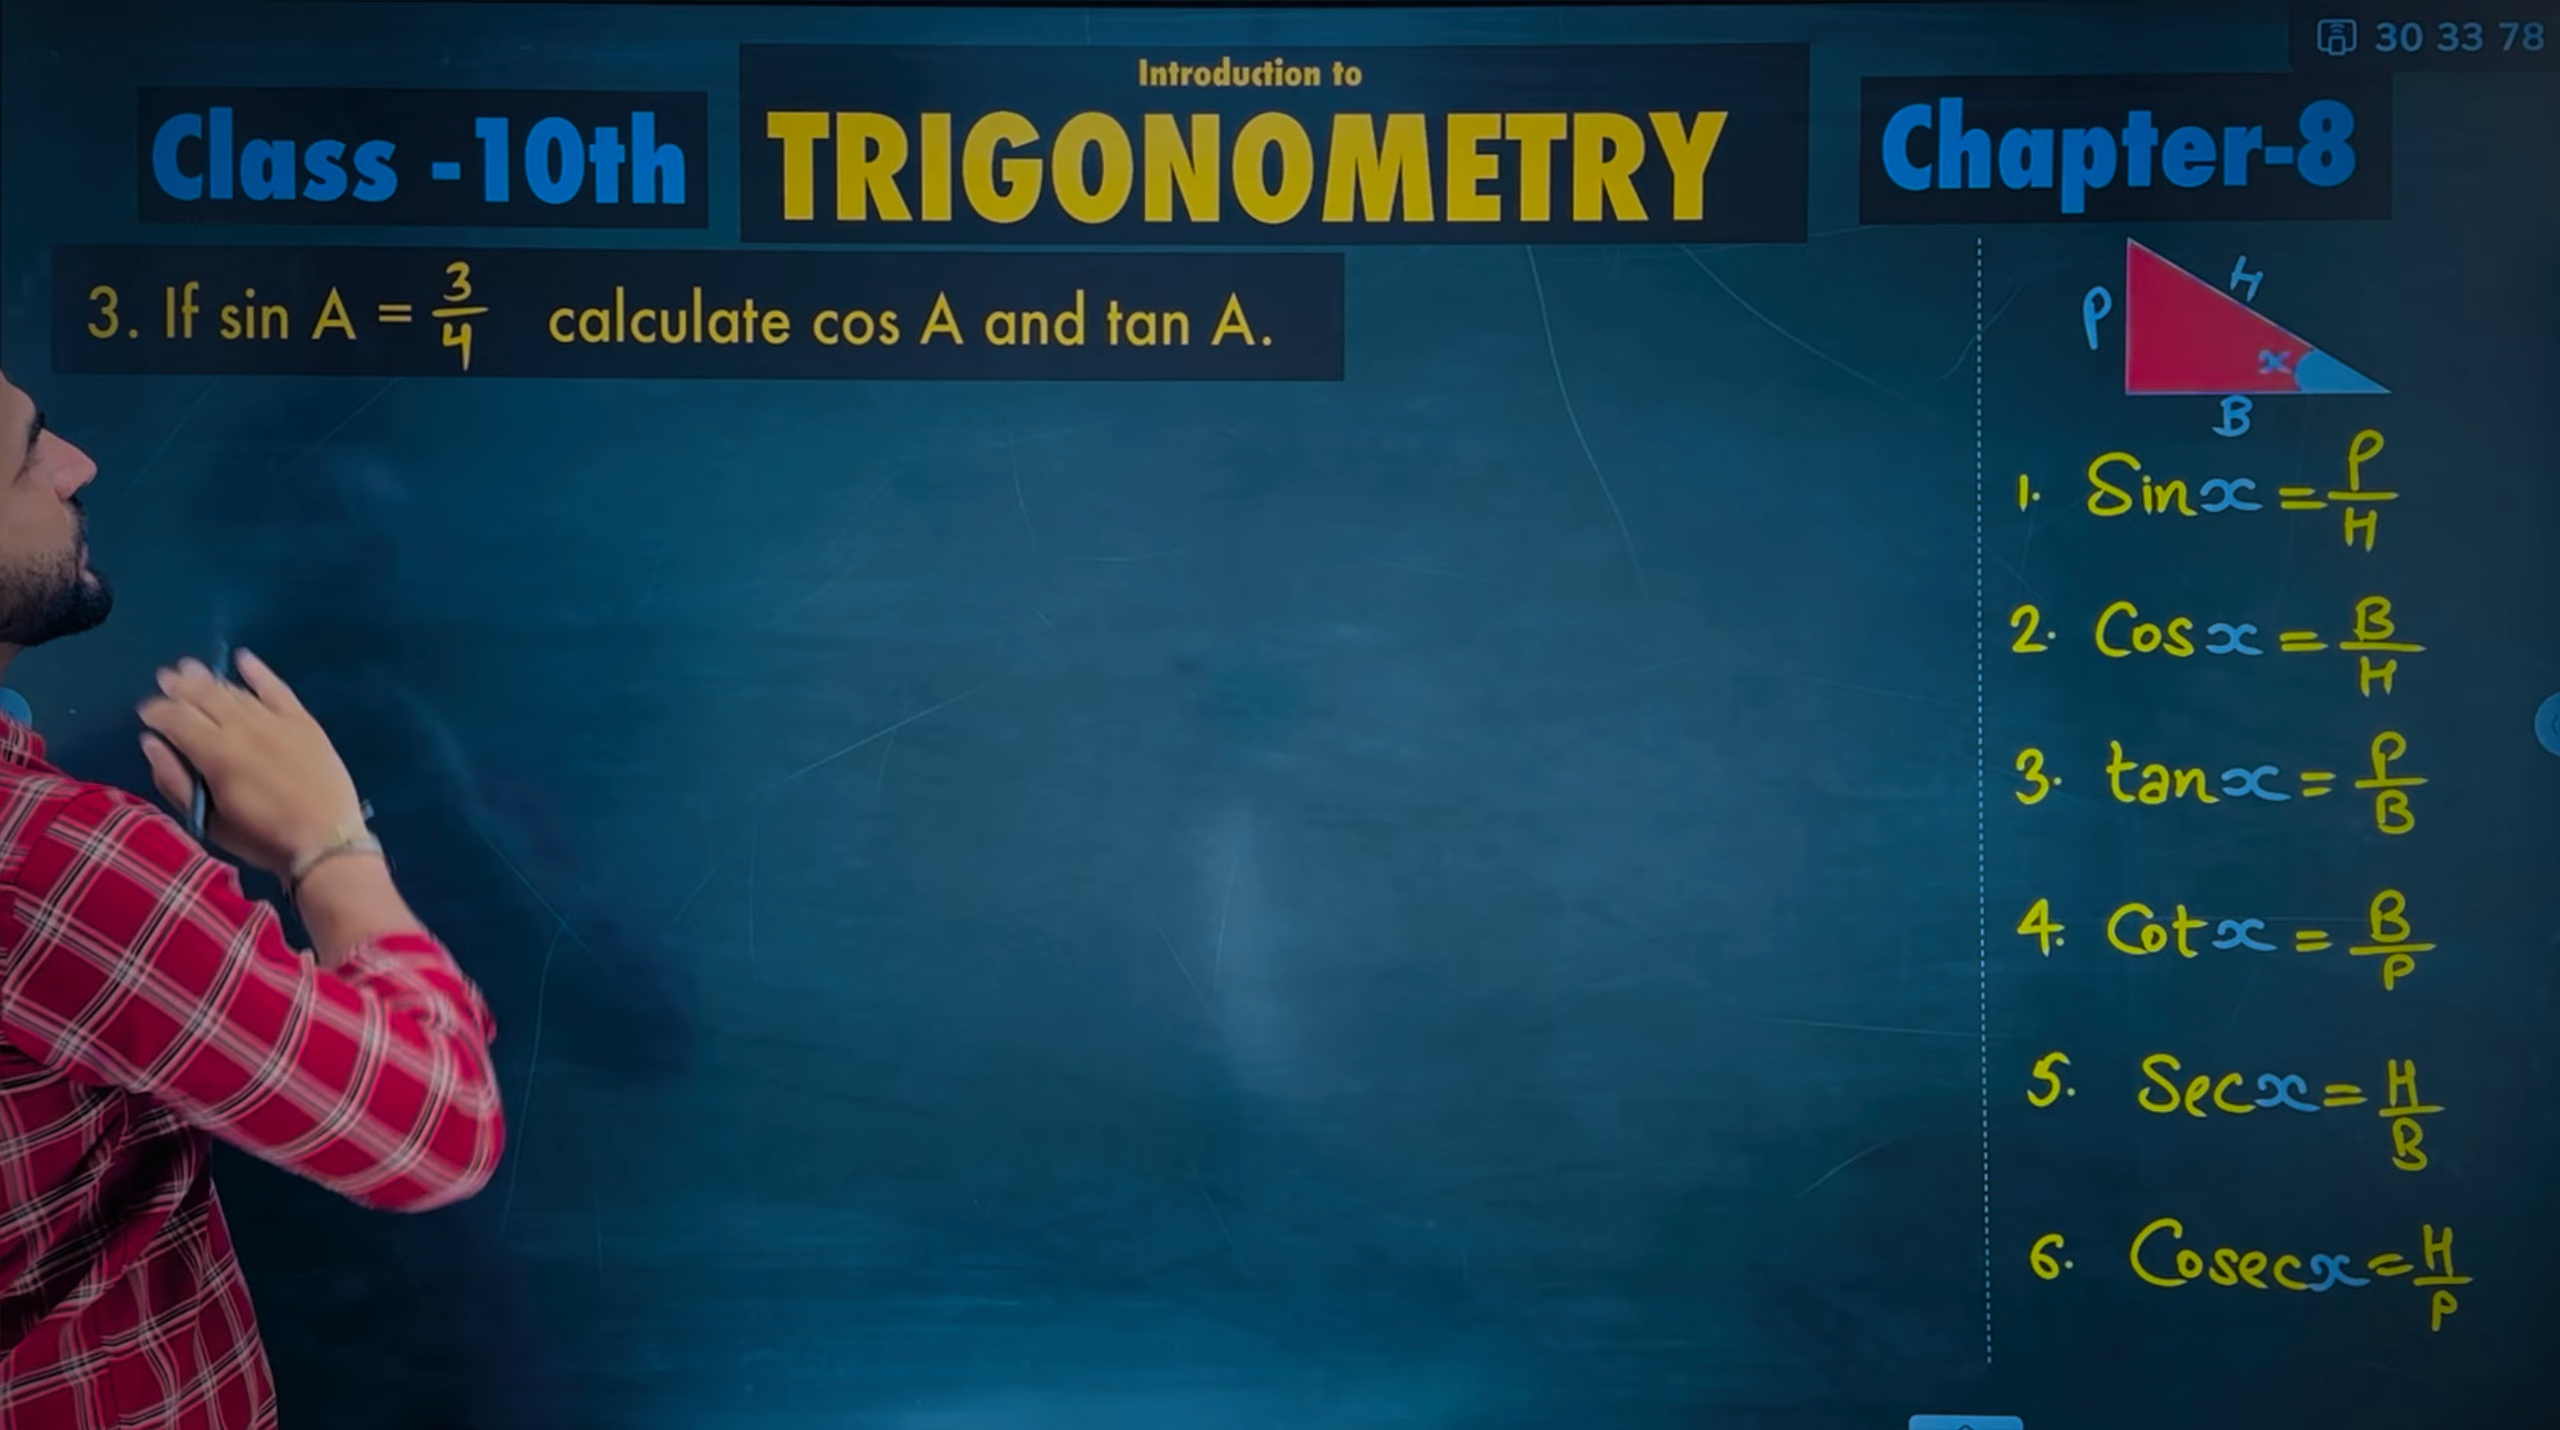 30 33 78
Introduction to
Class -10th TRIGONOMETRY Chapter-8
3. If sin A = 3/4 calculate cos A and tan A.
H
P
x
B
1. Sinx = P/H
2. Cosx = B/H
3. tanx = P/B
4. Cotx = B/P
5. Secx = H/B
6. Cosecx = H/P